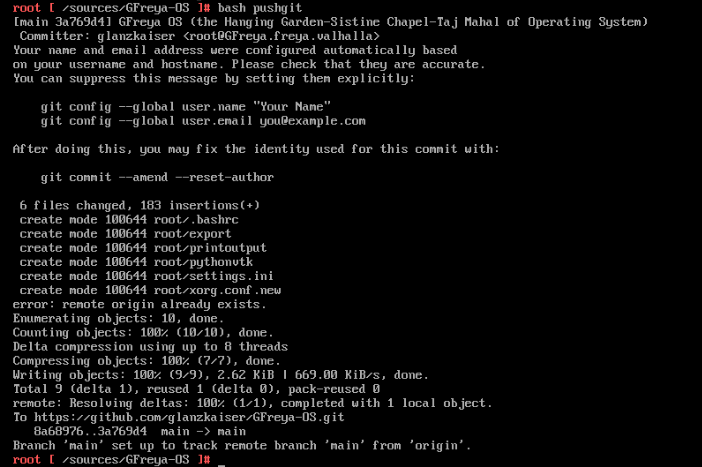 root [ /sources/GFreya-OS ]# bash pushgit
[main 3a769d4] GFreya OS (the Hanging Garden-Sistine Chapel-Taj Mahal of Operating System)
 Committer: glanzkaiser <root@GFreya.freya.valhalla>
Your name and email address were configured automatically based
on your username and hostname. Please check that they are accurate.
You can suppress this message by setting them explicitly:

    git config --global user.name "Your Name"
    git config --global user.email you@example.com

After doing this, you may fix the identity used for this commit with:

    git commit --amend --reset-author

 6 files changed, 183 insertions(+)
 create mode 100644 root/.bashrc
 create mode 100644 root/export
 create mode 100644 root/printoutput
 create mode 100644 root/pythonvtk
 create mode 100644 root/settings.ini
 create mode 100644 root/xorg.conf.new
error: remote origin already exists.
Enumerating objects: 10, done.
Counting objects: 100% (10/10), done.
Delta compression using up to 8 threads
Compressing objects: 100% (7/7), done.
Writing objects: 100% (9/9), 2.62 KiB | 669.00 KiB/s, done.
Total 9 (delta 1), reused 1 (delta 0), pack-reused 0
remote: Resolving deltas: 100% (1/1), completed with 1 local object.
To https://github.com/glanzkaiser/GFreya-OS.git
   8a68976..3a769d4  main -> main
Branch 'main' set up to track remote branch 'main' from 'origin'.
root [ /sources/GFreya-OS ]# _